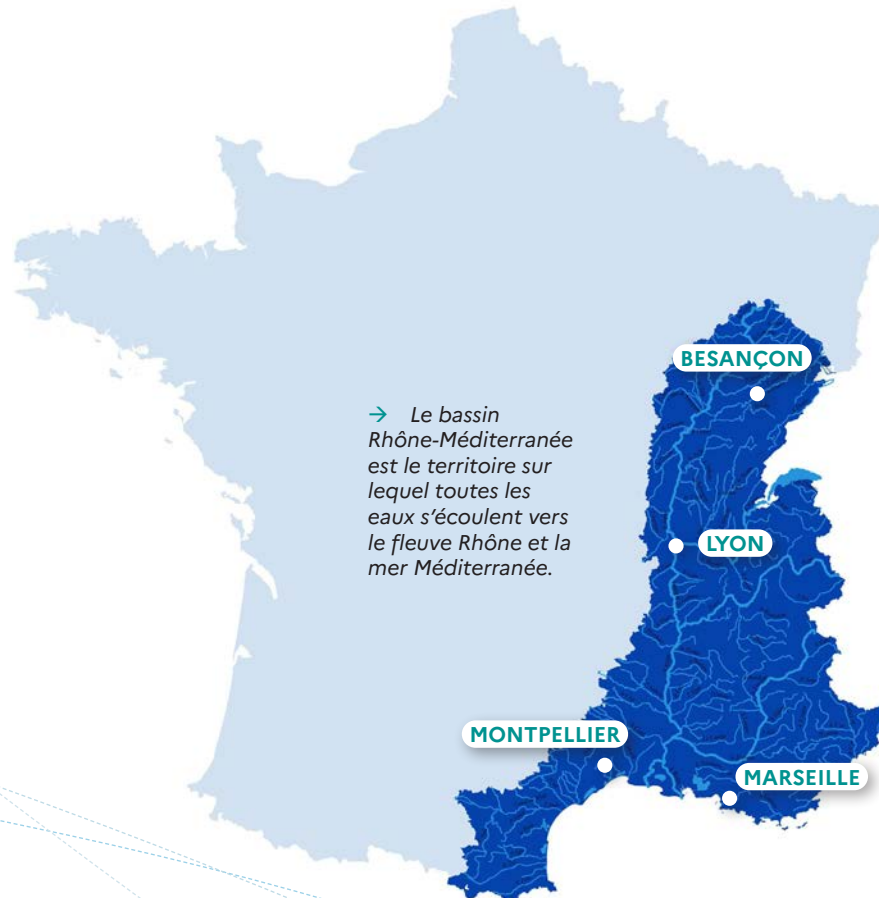 BESANÇON
→ Le bassin
Rhône-Méditerranée
est le territoire sur
lequel toutes les
eaux s’écoulent vers
le fleuve Rhône et la
mer Méditerranée.
LYON
MONTPELLIER
MARSEILLE